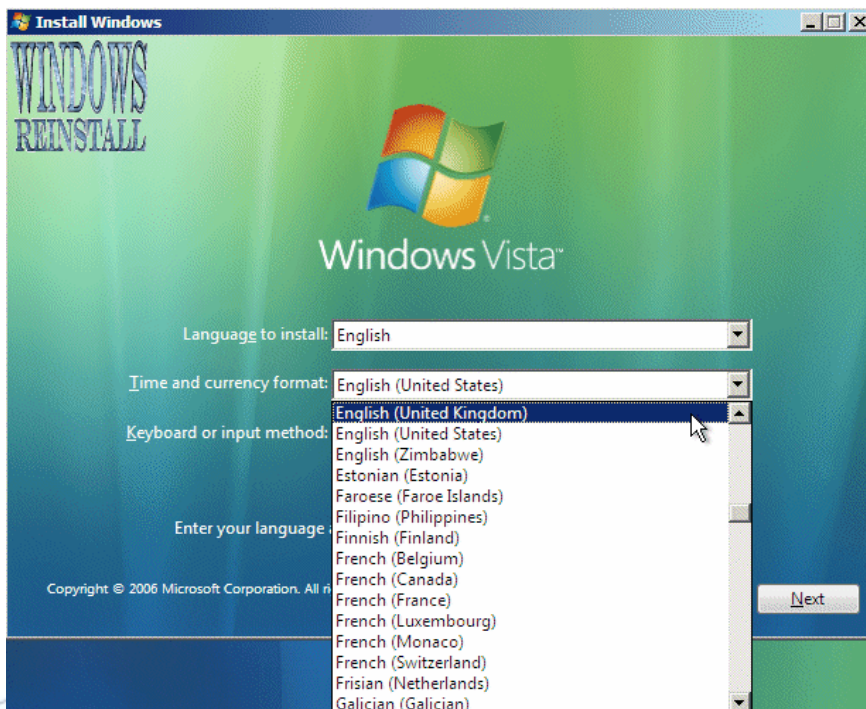 Install Windows
WINDOWS
REINSTALL
Windows Vista™
Language to install: English
Time and currency format: English (United States)
English (United Kingdom)
Keyboard or input method:
English (United States)
English (Zimbabwe)
Estonian (Estonia)
Faroese (Faroe Islands)
Filipino (Philippines)
Enter your language
Finnish (Finland)
French (Belgium)
French (Canada)
Copyright © 2006 Microsoft Corporation. All
French (France)
Next
French (Luxembourg)
French (Monaco)
French (Switzerland)
Frisian (Netherlands)
Galician (Galician)